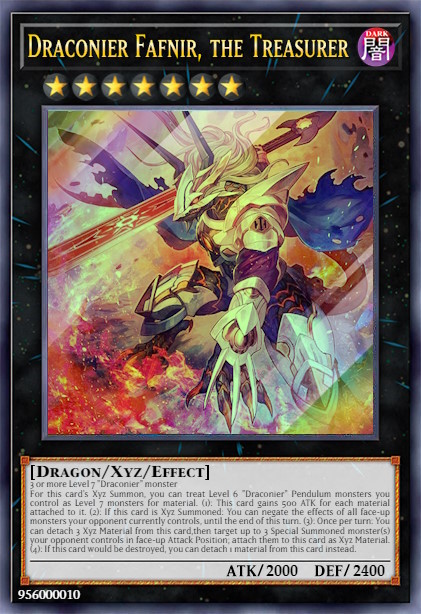 DRACONIER FAFNIR, THE TREASURER
DARK
闇
[DRAGON/XYZ/EFFECT]
3 or more Level 7 "Draconier" monster
For this card's Xyz Summon, you can treat Level 6 "Draconier" Pendulum monsters you
control as Level 7 monsters for material. (1): This card gains 500 ATK for each material
attached to it. (2): If this card is Xyz Summoned: You can negate the effects of all face-up
monsters your opponent currently controls, until the end of this turn. (3): Once per turn: You
can detach 3 Xyz Material from this card,then target up to 3 Special Summoned monster(s)
your opponent controls in face-up Attack Position; attach them to this card as Xyz Material.
(4): If this card would be destroyed, you can detach 1 material from this card instead.
ATK/2000 DEF/2400
956000010